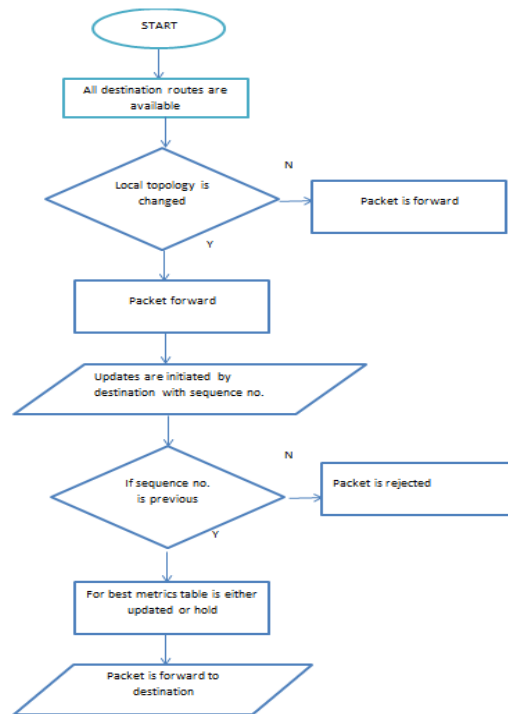 START
All destination routes are
available
Local topology is
changed
N
Packet is forward
Y
Packet forward
Updates are initiated by
destination with sequence no.
If sequence no.
is previous
N
Packet is rejected
Y
For best metrics table is either
updated or hold
Packet is forward to
destination